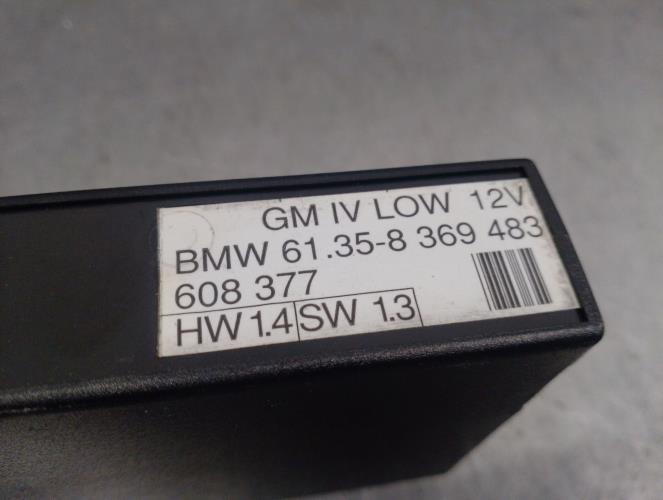 GM IV LOW 12V
BMW 61.35-8 369 483
608 377
HW 1.4 SW 1.3